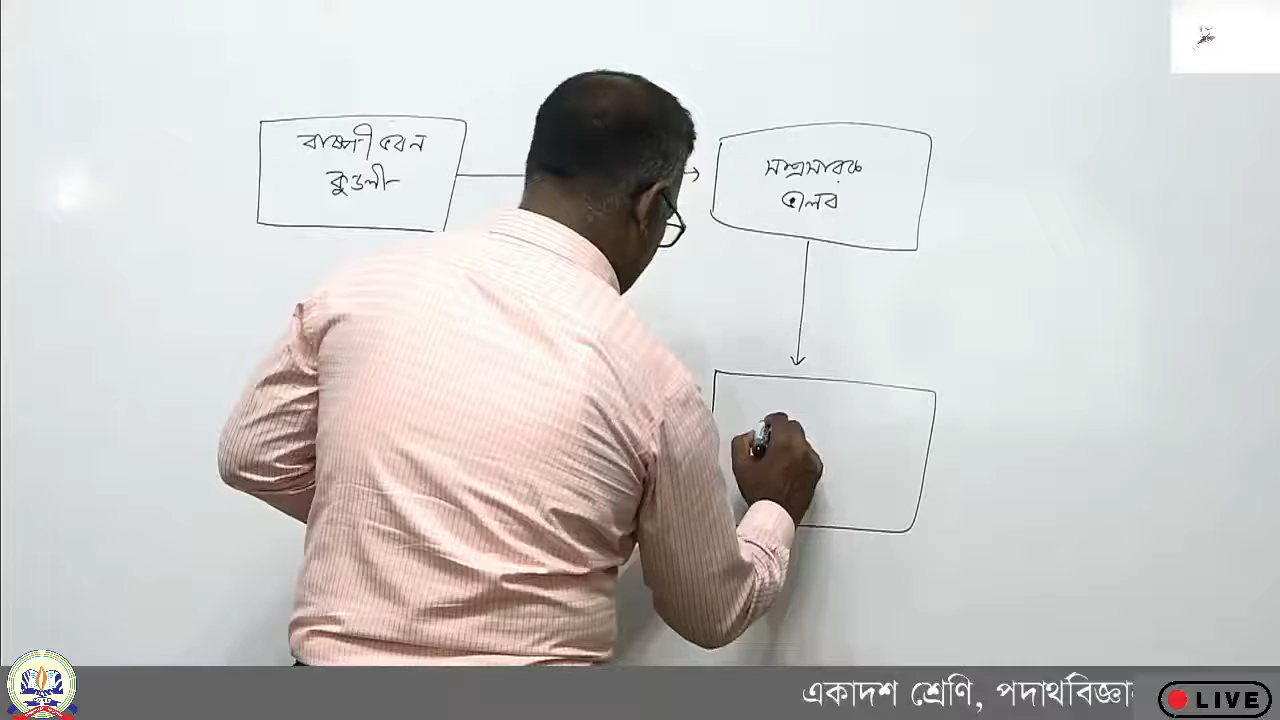 বাষ্পীভবন
কুন্ডলী
সম্প্রসারক
ভালব
একাদশ শ্রেণি, পদার্থবিজ্ঞা
LIVE